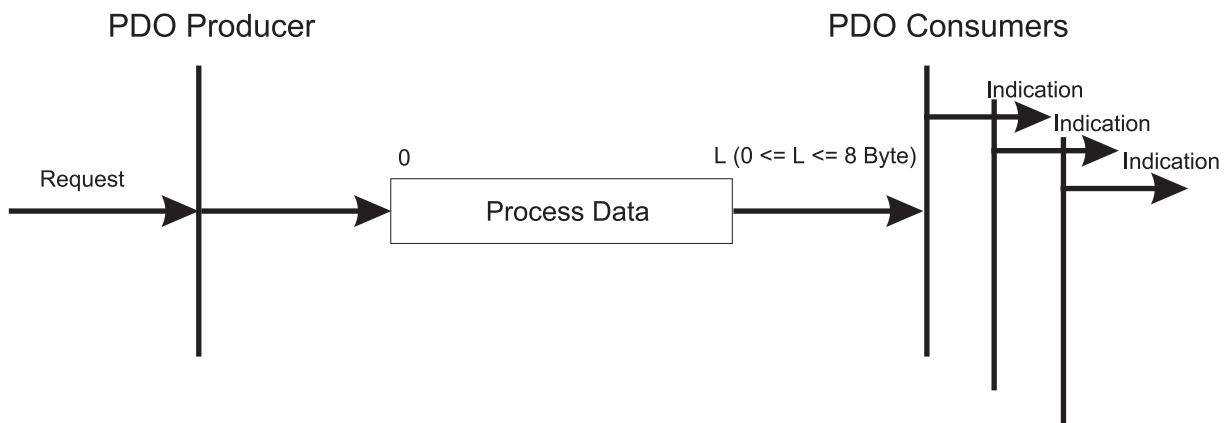 PDO Producer
PDO Consumers
Indication
Indication
Indication
0
L (0 <= L <= 8 Byte)
Request
Process Data